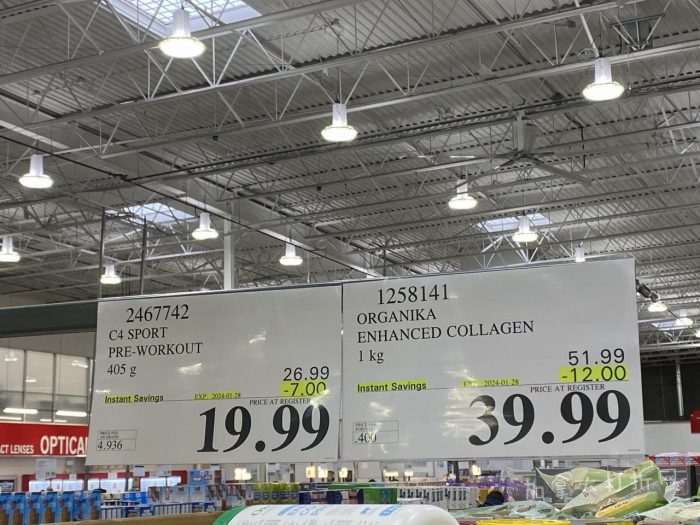 2467742
C4 SPORT
PRE-WORKOUT
405 g
26.99
-7.00
Instant Savings
EXP. 2024-01-28
PRICE AT REGISTER
4.936
19.99
1258141
ORGANIKA
ENHANCED COLLAGEN
1 kg
51.99
-12.00
Instant Savings
2024-01-28
PRICE AT REGISTER
.400
39.99
CT LENSES OPTICA